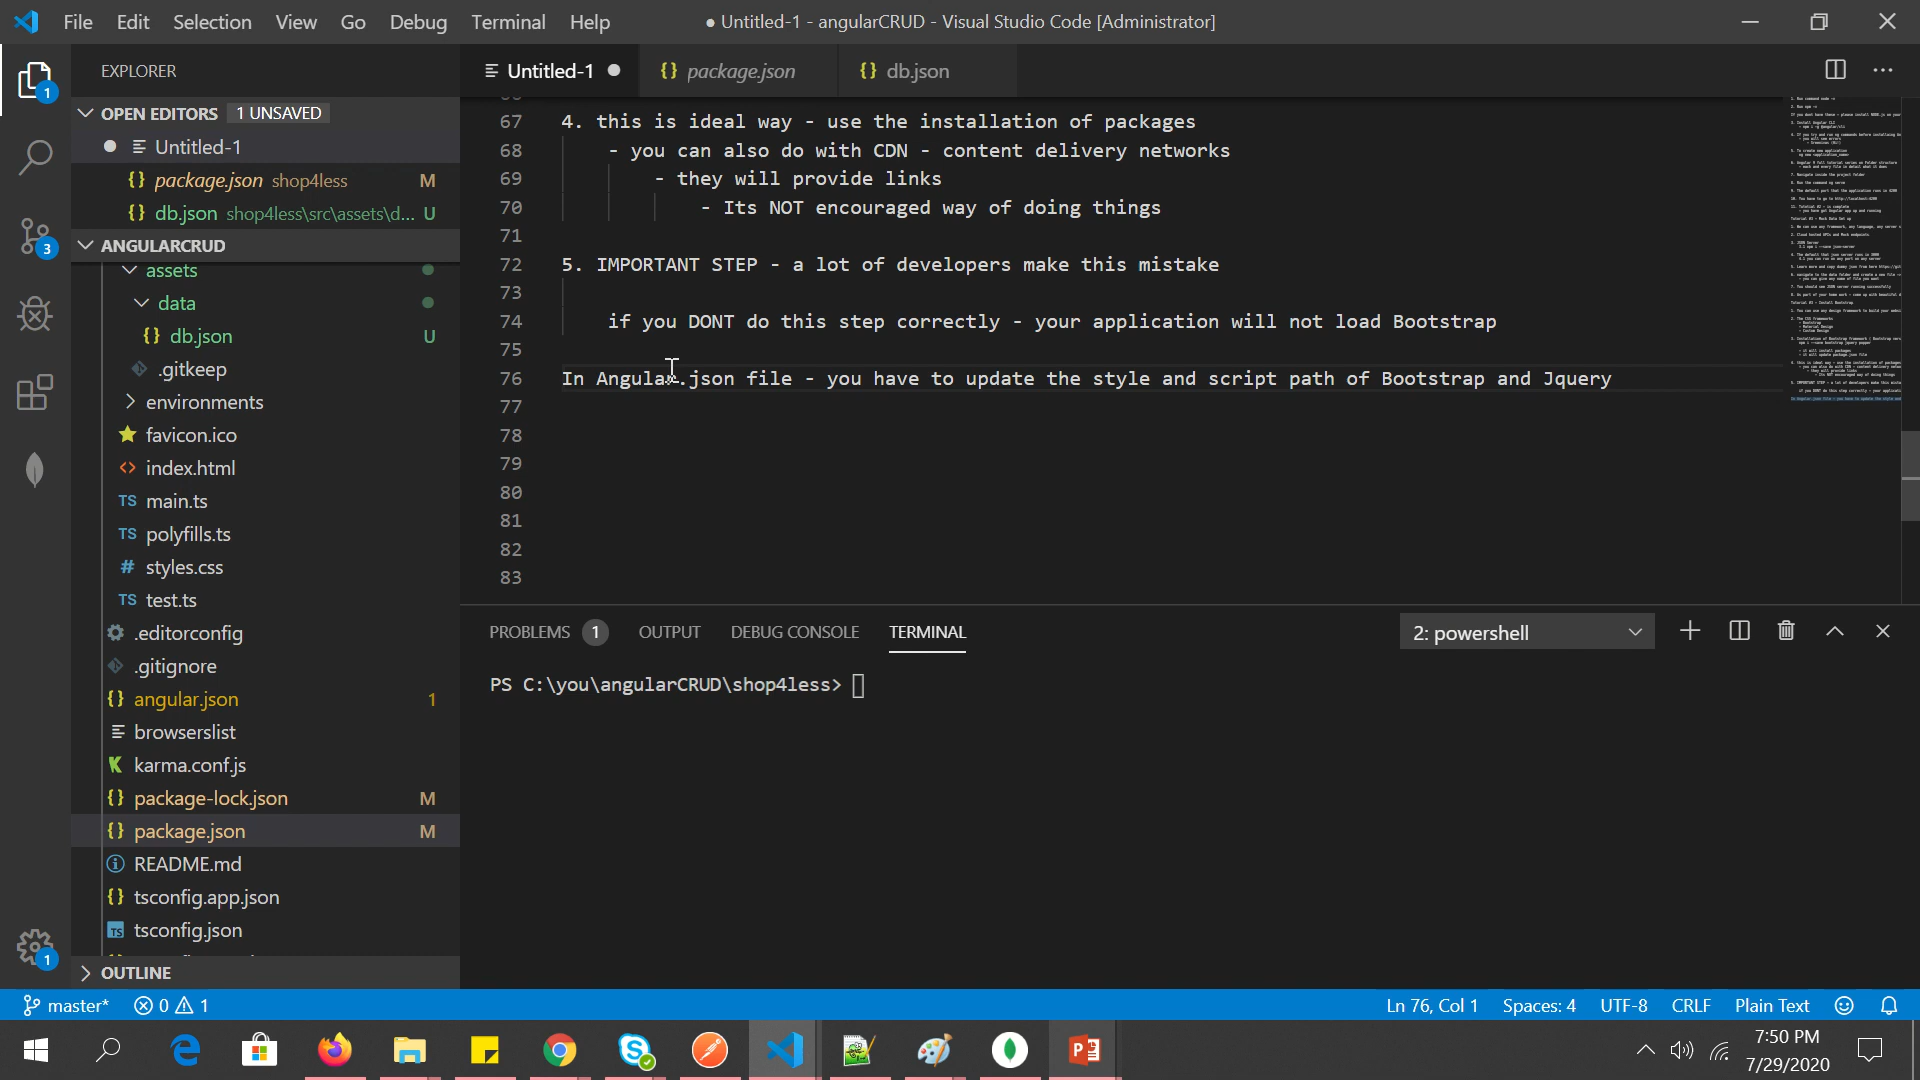 File Edit Selection View Go Debug Terminal Help
● Untitled-1 - angularCRUD - Visual Studio Code [Administrator]
EXPLORER
OPEN EDITORS 1 UNSAVED
Untitled-1
package.json shop4less M
db.json shop4less\src\assets\d... U
ANGULARCRUD
assets
data
db.json U
.gitkeep
environments
favicon.ico
index.html
main.ts
polyfills.ts
styles.css
test.ts
.editorconfig
.gitignore
angular.json 1
browserslist
karma.conf.js
package-lock.json M
package.json M
README.md
tsconfig.app.json
tsconfig.json
OUTLINE
Untitled-1 package.json db.json
67 4. this is ideal way - use the installation of packages
68 - you can also do with CDN - content delivery networks
69 - they will provide links
70 - Its NOT encouraged way of doing things
71
72 5. IMPORTANT STEP - a lot of developers make this mistake
73
74 if you DONT do this step correctly - your application will not load Bootstrap
75
76 In Angular.json file - you have to update the style and script path of Bootstrap and Jquery
77
78
79
80
81
82
83
PROBLEMS 1 OUTPUT DEBUG CONSOLE TERMINAL
2: powershell
PS C:\you\angularCRUD\shop4less>
master* 0 1
Ln 76, Col 1 Spaces: 4 UTF-8 CRLF Plain Text
7:50 PM
7/29/2020